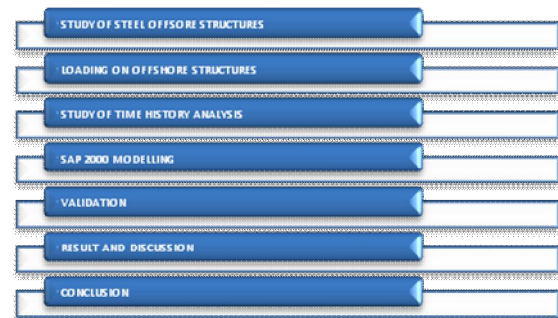 STUDY OF STEEL OFFSORE STRUCTURES
LOADING ON OFFSHORE STRUCTURES
STUDY OF TIME HISTORY ANALYSIS
SAP 2000 MODELLING
VALIDATION
RESULT AND DISCUSSION
CONCLUSION